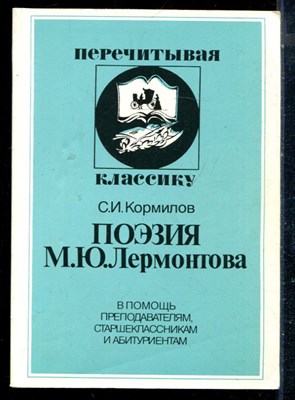 перечитывая
классику
С.И.Кормилов
ПОЭЗИЯ
М.Ю.Лермонтова
В ПОМОЩЬ
ПРЕПОДАВАТЕЛЯМ,
СТАРШЕКЛАССНИКАМ
И АБИТУРИЕНТАМ